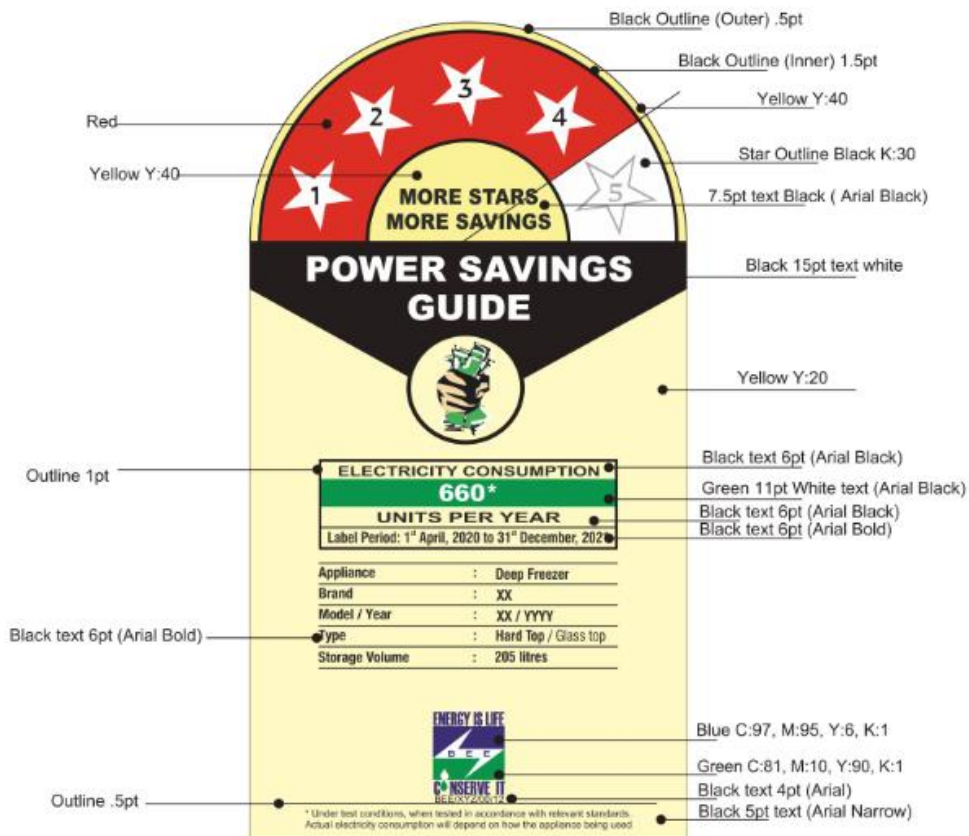 Black Outline (Outer) .5pt
Black Outline (Inner) 1.5pt
Yellow Y:40
Red
Star Outline Black K:30
Yellow Y:40
7.5pt text Black ( Arial Black)
1
2
3
4
5
MORE STARS
MORE SAVINGS
POWER SAVINGS
GUIDE
Black 15pt text white
Yellow Y:20
Outline 1pt
ELECTRICITY CONSUMPTION
Black text 6pt (Arial Black)
660*
Green 11pt White text (Arial Black)
UNITS PER YEAR
Black text 6pt (Arial Black)
Label Period: 1st April, 2020 to 31st December, 202
Black text 6pt (Arial Bold)
Appliance : Deep Freezer
Brand : XX
Model / Year : XX / YYYY
Black text 6pt (Arial Bold)
Type : Hard Top / Glass top
Storage Volume : 205 litres
ENERGY IS LIFE
BEE
CONSERVE IT
Blue C:97, M:95, Y:6, K:1
Green C:81, M:10, Y:90, K:1
BEE/XYZ/06/12
Black text 4pt (Arial)
Outline .5pt
Black 5pt text (Arial Narrow)
* Under test conditions, when tested in accordance with relevant standards.
Actual electricity consumption will depend on how the appliance being used